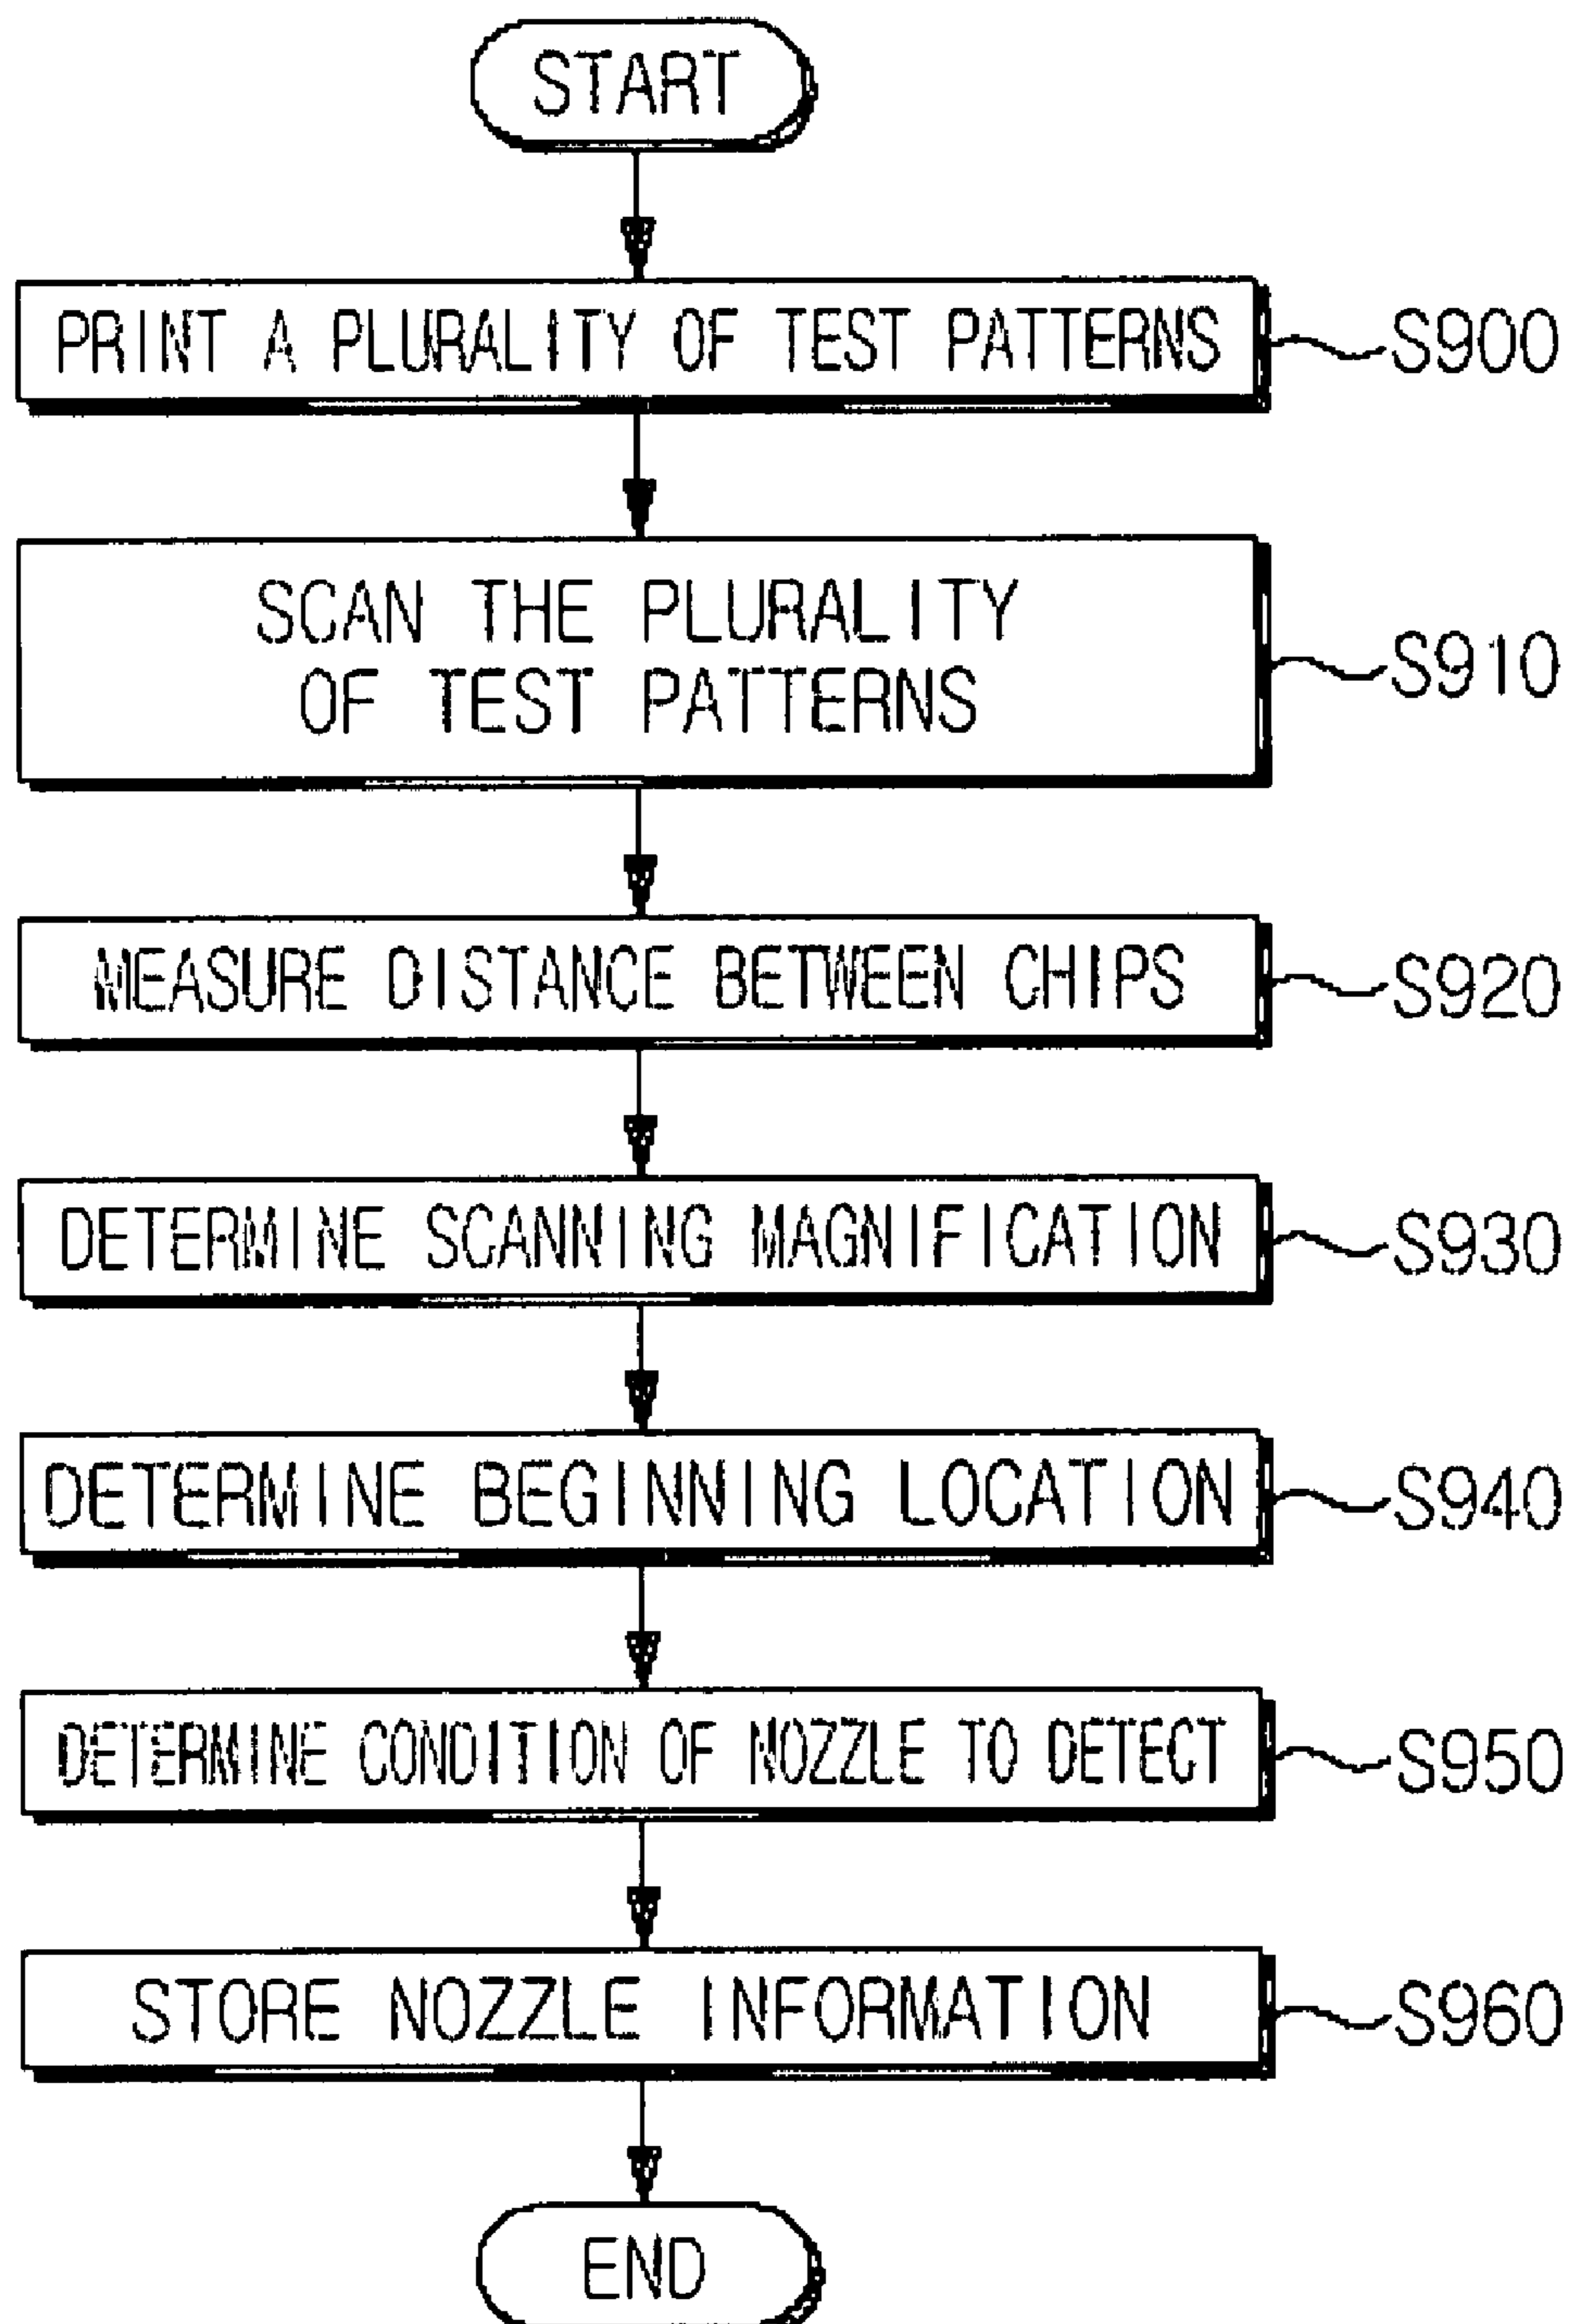 START
PRINT A PLURALITY OF TEST PATTERNS
S900
SCAN THE PLURALITY
OF TEST PATTERNS
S910
MEASURE DISTANCE BETWEEN CHIPS
S920
DETERMINE SCANNING MAGNIFICATION
S930
DETERMINE BEGINNING LOCATION
S940
DETERMINE CONDITION OF NOZZLE TO DETECT
S950
STORE NOZZLE INFORMATION
S960
END